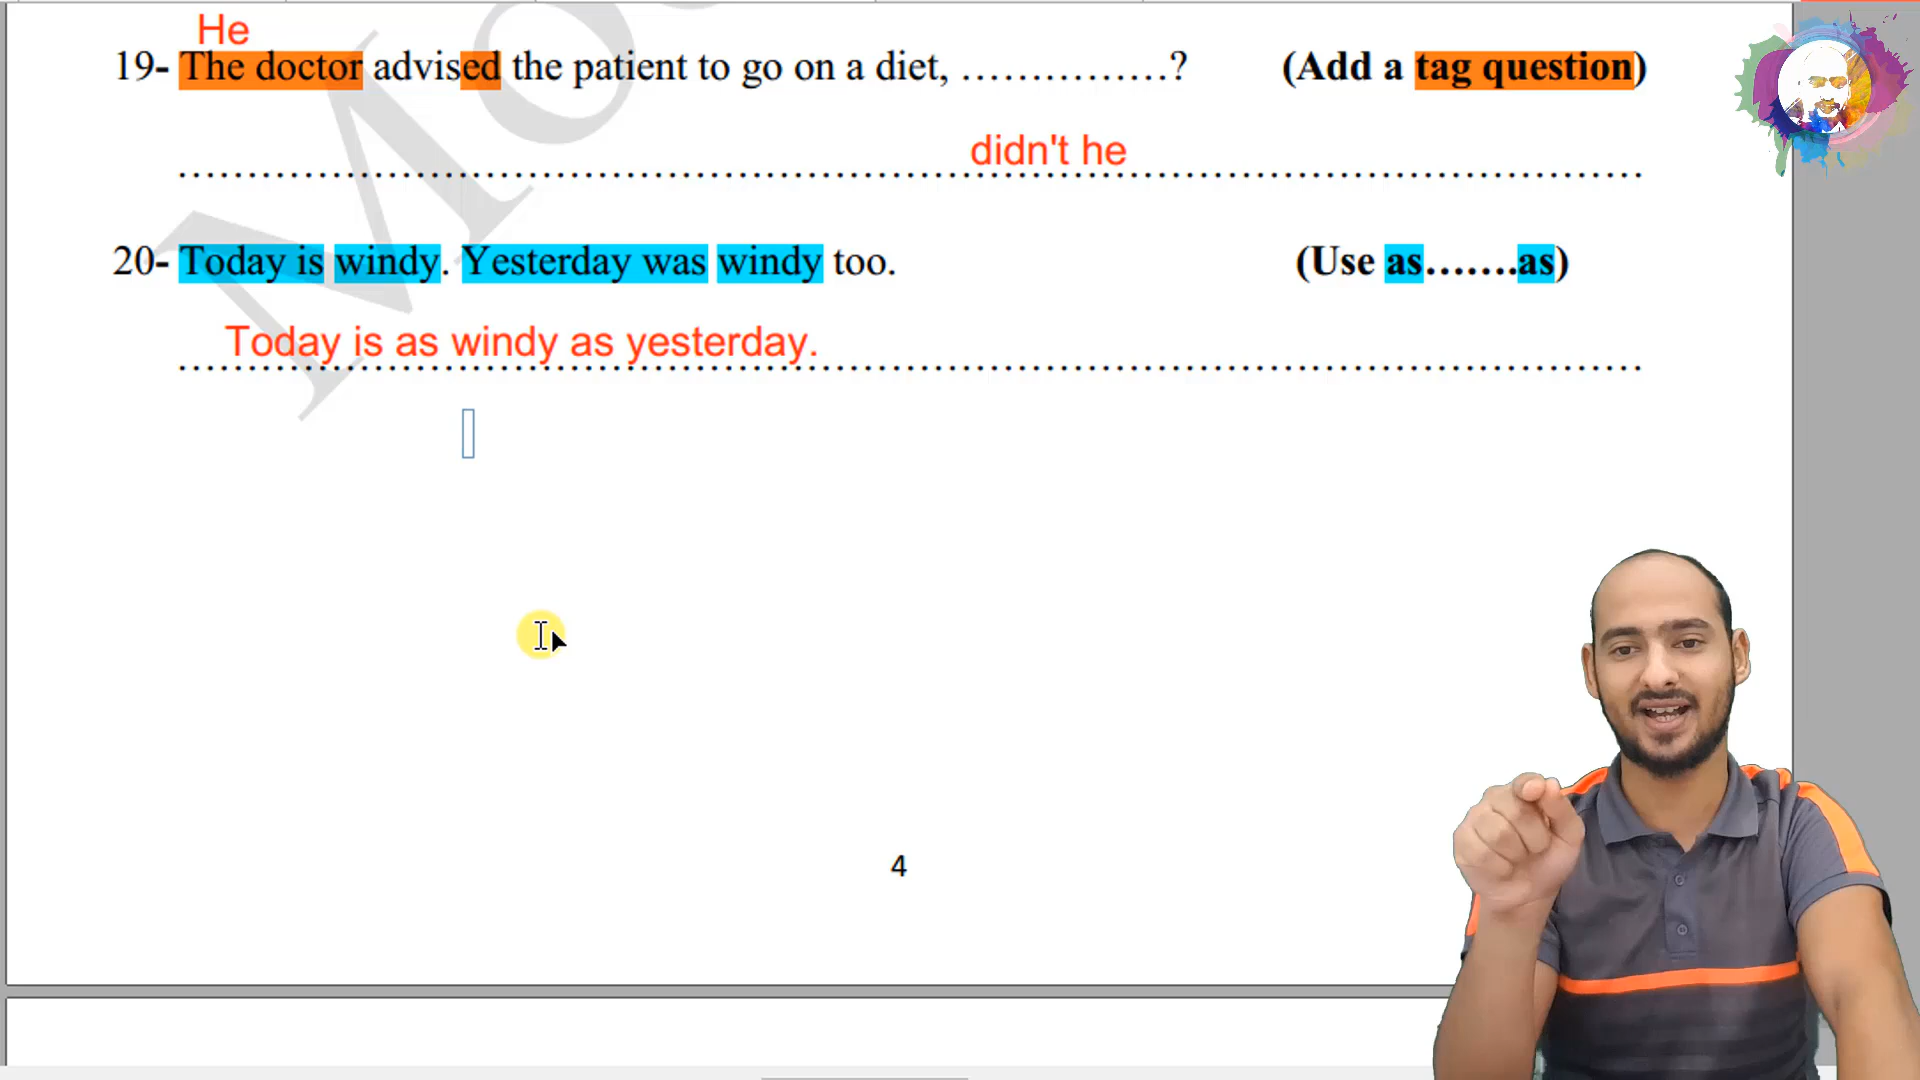 He
19- The doctor advised the patient to go on a diet, ……………? (Add a tag question)
didn't he
20- Today is windy. Yesterday was windy too. (Use as…….as)
Today is as windy as yesterday.
4